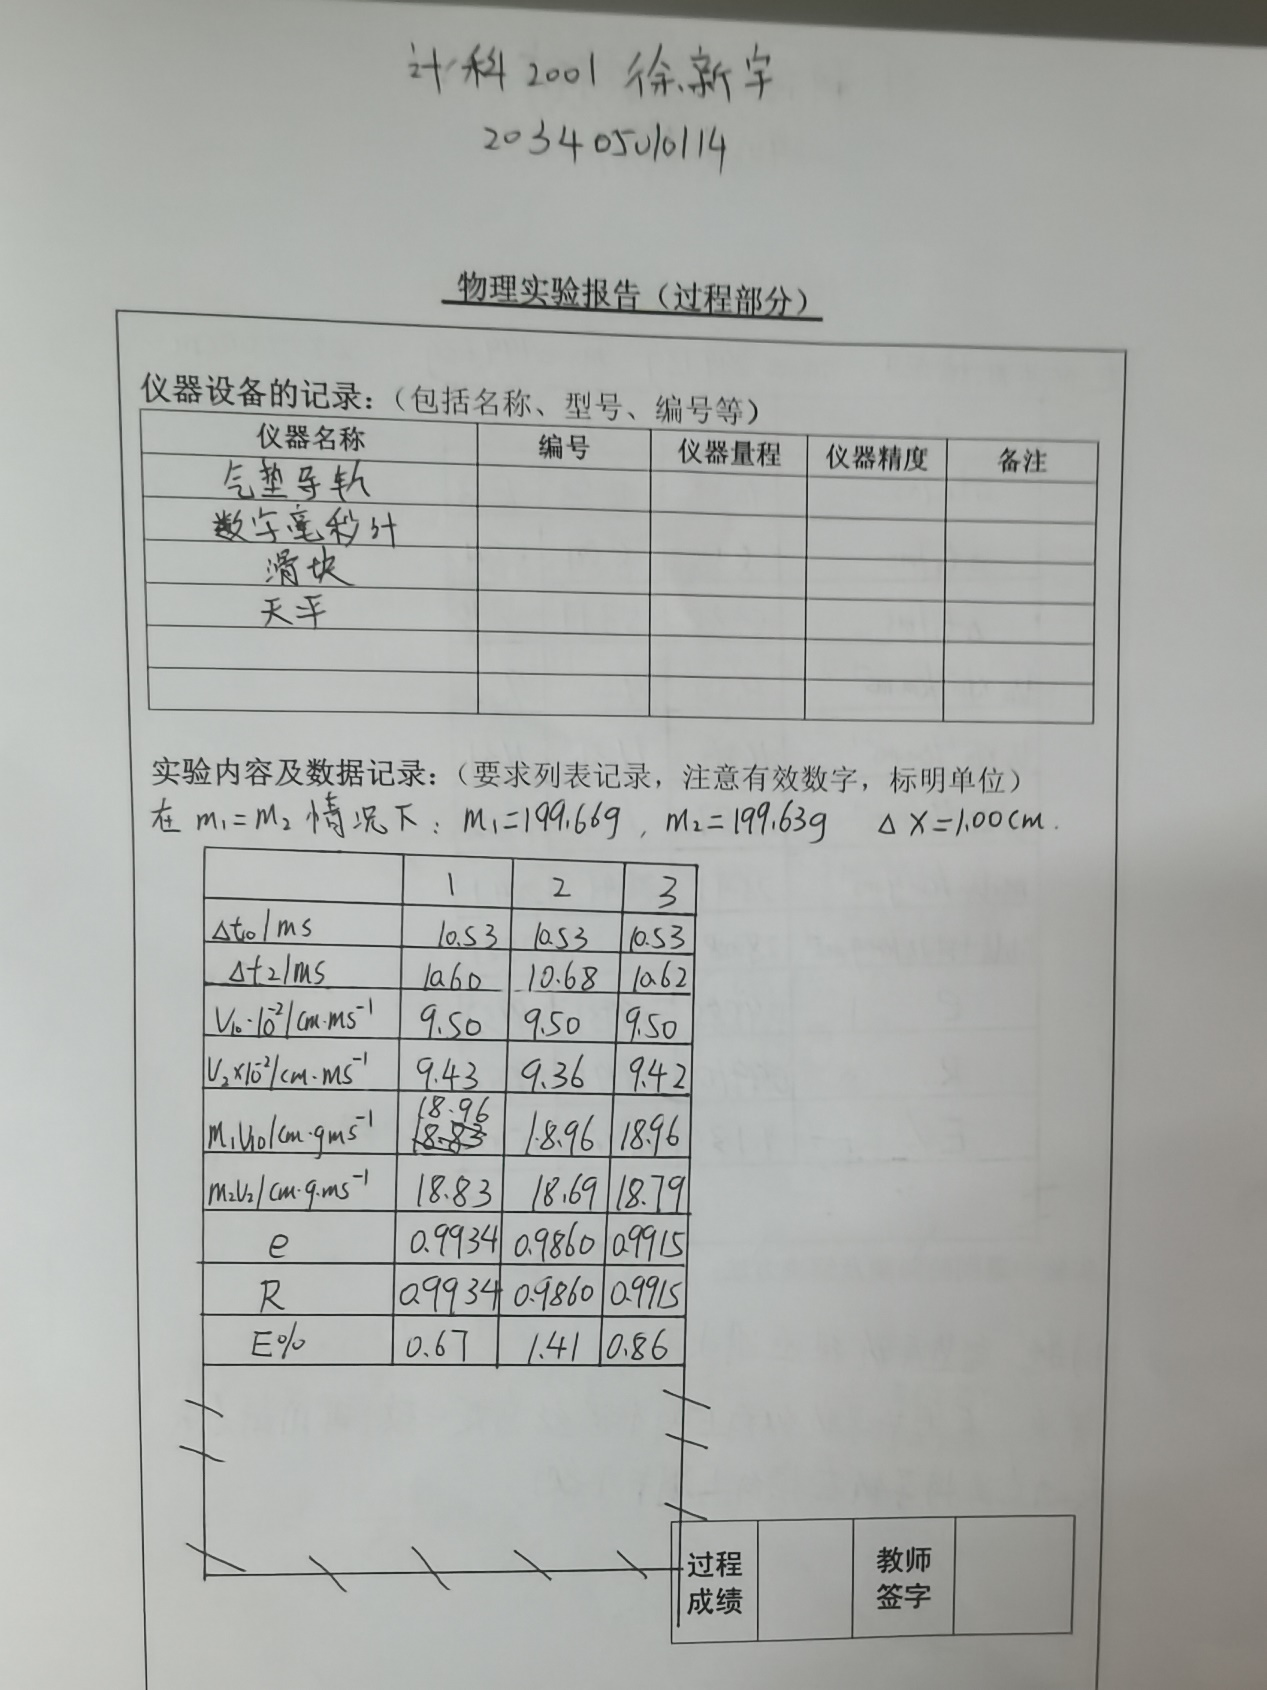 计科2001 徐新宇
203405010114
物理实验报告（过程部分）
仪器设备的记录：（包括名称、型号、编号等）
仪器名称 编号 仪器量程 仪器精度 备注
气垫导轨
数字毫秒计
滑块
天平
实验内容及数据记录：（要求列表记录，注意有效数字，标明单位）
在m₁=m₂情况下：m₁=199.66g，m₂=199.63g Δx=1.00cm.
1 2 3
Δt₁₀/ms 10.53 10.53 10.53
Δt2/ms 10.60 10.68 10.62
V₁₀·10⁻²/cm·ms⁻¹ 9.50 9.50 9.50
V₂×10⁻²/cm·ms⁻¹ 9.43 9.36 9.42
m₁V₁₀/cm·gms⁻¹ 18.96 18.96 18.96
m₂V₂/cm·g·ms⁻¹ 18.83 18.69 18.79
e 0.9934 0.9860 0.9915
R 0.9934 0.9860 0.9915
E% 0.67 1.41 0.86
过程成绩 教师签字